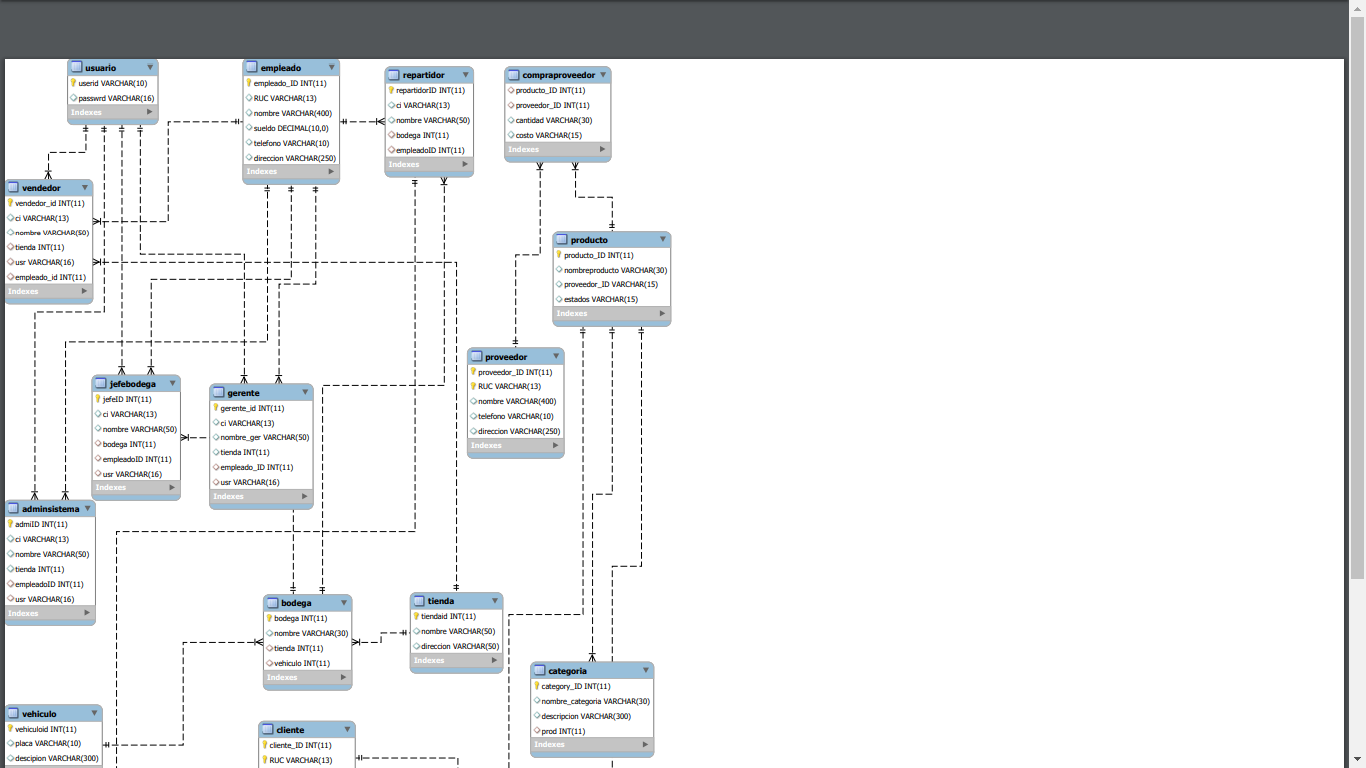 usuario
userid VARCHAR(10)
passwrd VARCHAR(16)
Indexes
empleado
empleado_ID INT(11)
RUC VARCHAR(13)
nombre VARCHAR(400)
sueldo DECIMAL(10,0)
telefono VARCHAR(10)
direccion VARCHAR(250)
Indexes
repartidor
repartidorID INT(11)
ci VARCHAR(13)
nombre VARCHAR(50)
bodega INT(11)
empleadoID INT(11)
Indexes
compraproveedor
producto_ID INT(11)
proveedor_ID INT(11)
cantidad VARCHAR(30)
costo VARCHAR(15)
Indexes
vendedor
vendedor_id INT(11)
ci VARCHAR(13)
nombre VARCHAR(50)
tienda INT(11)
usr VARCHAR(16)
empleado_id INT(11)
Indexes
producto
producto_ID INT(11)
nombreproducto VARCHAR(30)
proveedor_ID VARCHAR(15)
estados VARCHAR(15)
Indexes
proveedor
proveedor_ID INT(11)
RUC VARCHAR(13)
nombre VARCHAR(400)
telefono VARCHAR(10)
direccion VARCHAR(250)
Indexes
jefebodega
jefeID INT(11)
ci VARCHAR(13)
nombre VARCHAR(50)
bodega INT(11)
empleadoID INT(11)
usr VARCHAR(16)
Indexes
gerente
gerente_id INT(11)
ci VARCHAR(13)
nombre_ger VARCHAR(50)
tienda INT(11)
empleado_ID INT(11)
usr VARCHAR(16)
Indexes
adminsistema
admiID INT(11)
ci VARCHAR(13)
nombre VARCHAR(50)
tienda INT(11)
empleadoID INT(11)
usr VARCHAR(16)
Indexes
bodega
bodega INT(11)
nombre VARCHAR(30)
tienda INT(11)
vehiculo INT(11)
Indexes
tienda
tiendaid INT(11)
nombre VARCHAR(50)
direccion VARCHAR(50)
Indexes
categoria
category_ID INT(11)
nombre_categoria VARCHAR(30)
descripcion VARCHAR(300)
prod INT(11)
Indexes
vehiculo
vehiculoid INT(11)
placa VARCHAR(10)
descipion VARCHAR(300)
cliente
cliente_ID INT(11)
RUC VARCHAR(13)